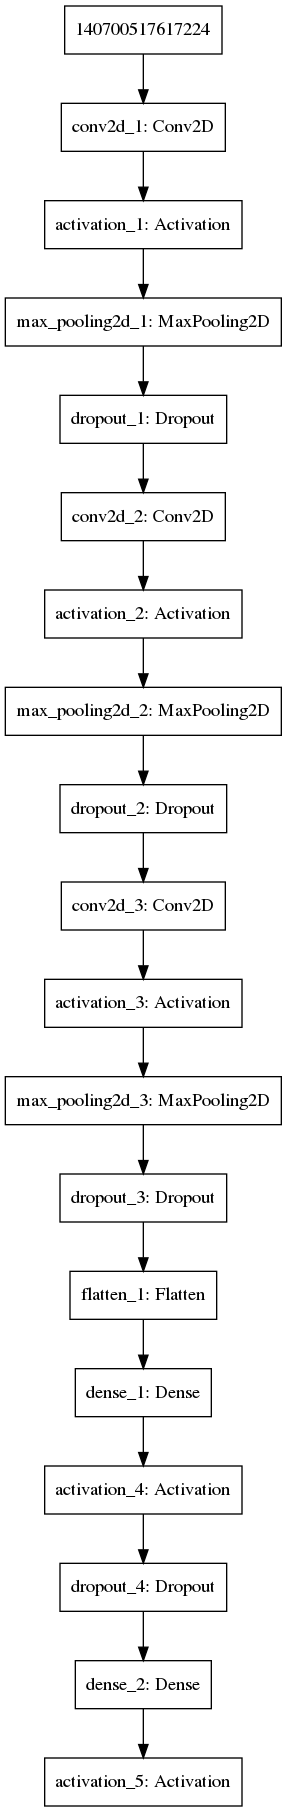 140700517617224
conv2d_1: Conv2D
activation_1: Activation
max_pooling2d_1: MaxPooling2D
dropout_1: Dropout
conv2d_2: Conv2D
activation_2: Activation
max_pooling2d_2: MaxPooling2D
dropout_2: Dropout
conv2d_3: Conv2D
activation_3: Activation
max_pooling2d_3: MaxPooling2D
dropout_3: Dropout
flatten_1: Flatten
dense_1: Dense
activation_4: Activation
dropout_4: Dropout
dense_2: Dense
activation_5: Activation